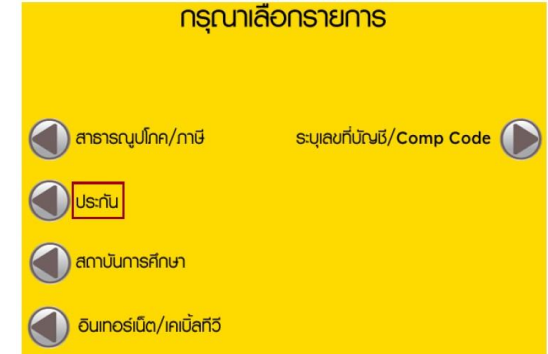 กรุณาเลือกรายการ
สาธารณูปโภค/ภาษี
ระบุเลขที่บัญชี/Comp Code
ประกัน
สถาบันการศึกษา
อินเทอร์เน็ต/เคเบิ้ลทีวี